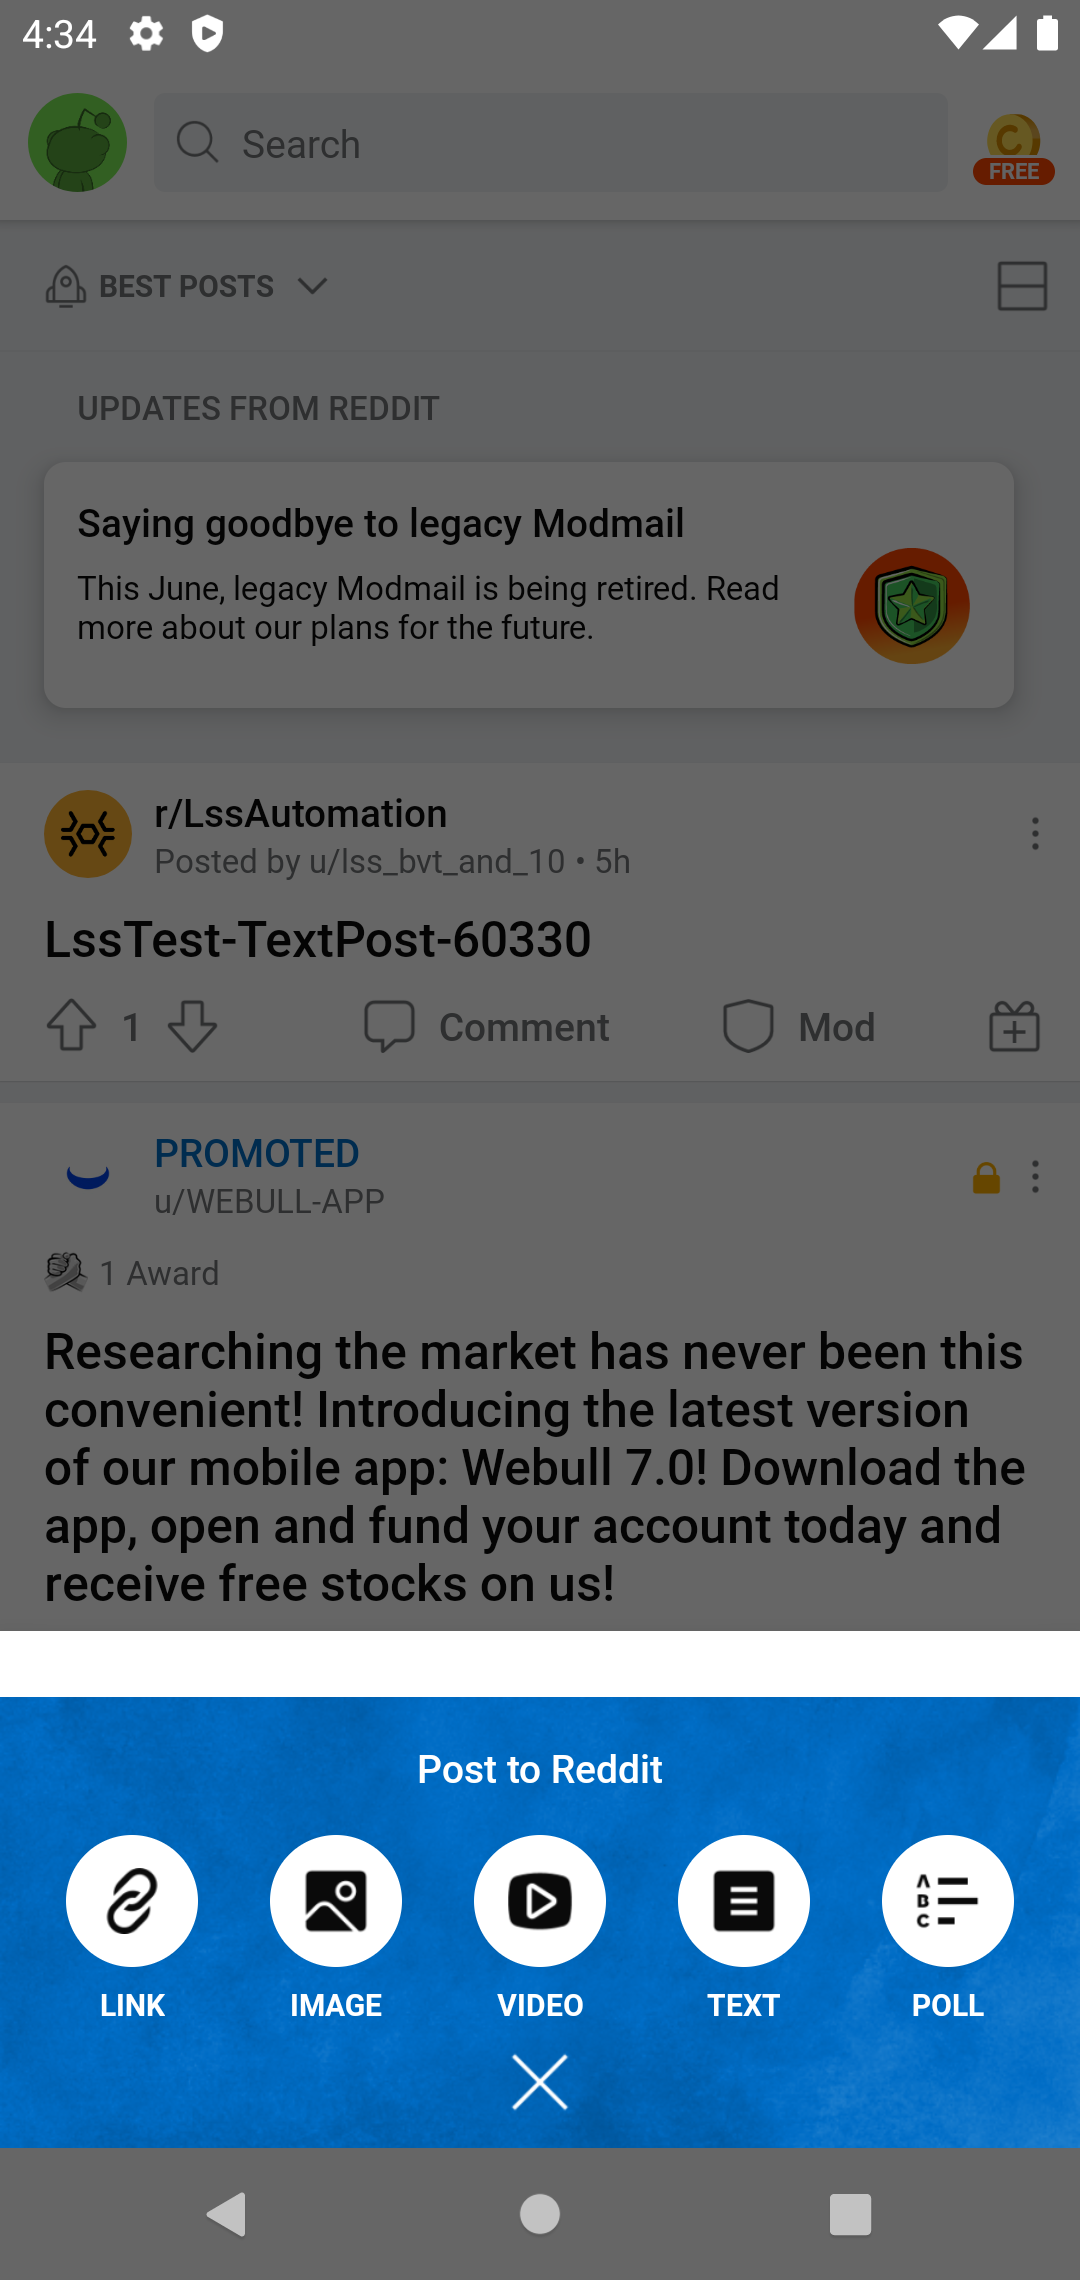 4:34
Search
FREE
BEST POSTS
UPDATES FROM REDDIT
Saying goodbye to legacy Modmail
This June, legacy Modmail is being retired. Read
more about our plans for the future.
r/LssAutomation
Posted by u/lss_bvt_and_10 • 5h
LssTest-TextPost-60330
1
Comment
Mod
PROMOTED
u/WEBULL-APP
1 Award
Researching the market has never been this
convenient! Introducing the latest version
of our mobile app: Webull 7.0! Download the
app, open and fund your account today and
receive free stocks on us!
Post to Reddit
A
B
C
LINK
IMAGE
VIDEO
TEXT
POLL